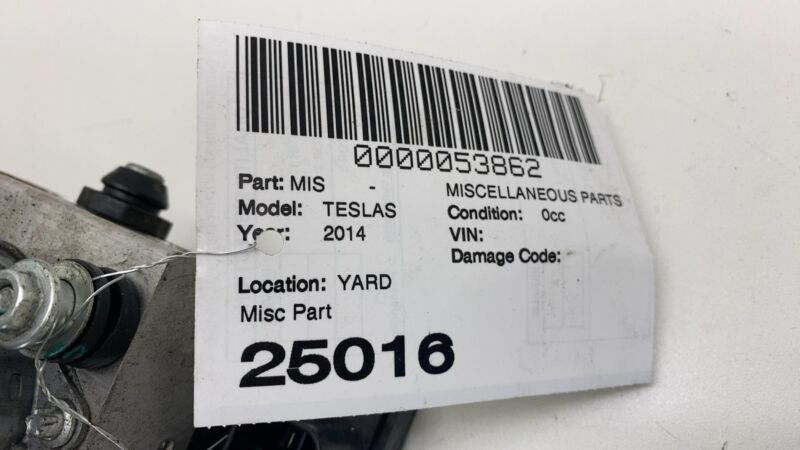 0000053862
Part: MIS - MISCELLANEOUS PARTS
Model: TESLAS Condition: 0cc
Year: 2014 VIN:
Damage Code:
Location: YARD
Misc Part
25016